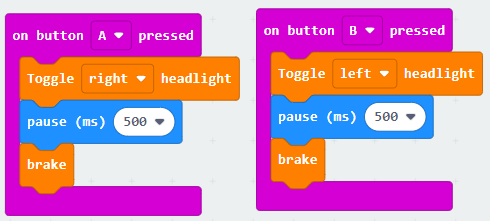 on button A pressed
Toggle right headlight
pause (ms) 500
brake
on button B pressed
Toggle left headlight
pause (ms) 500
brake